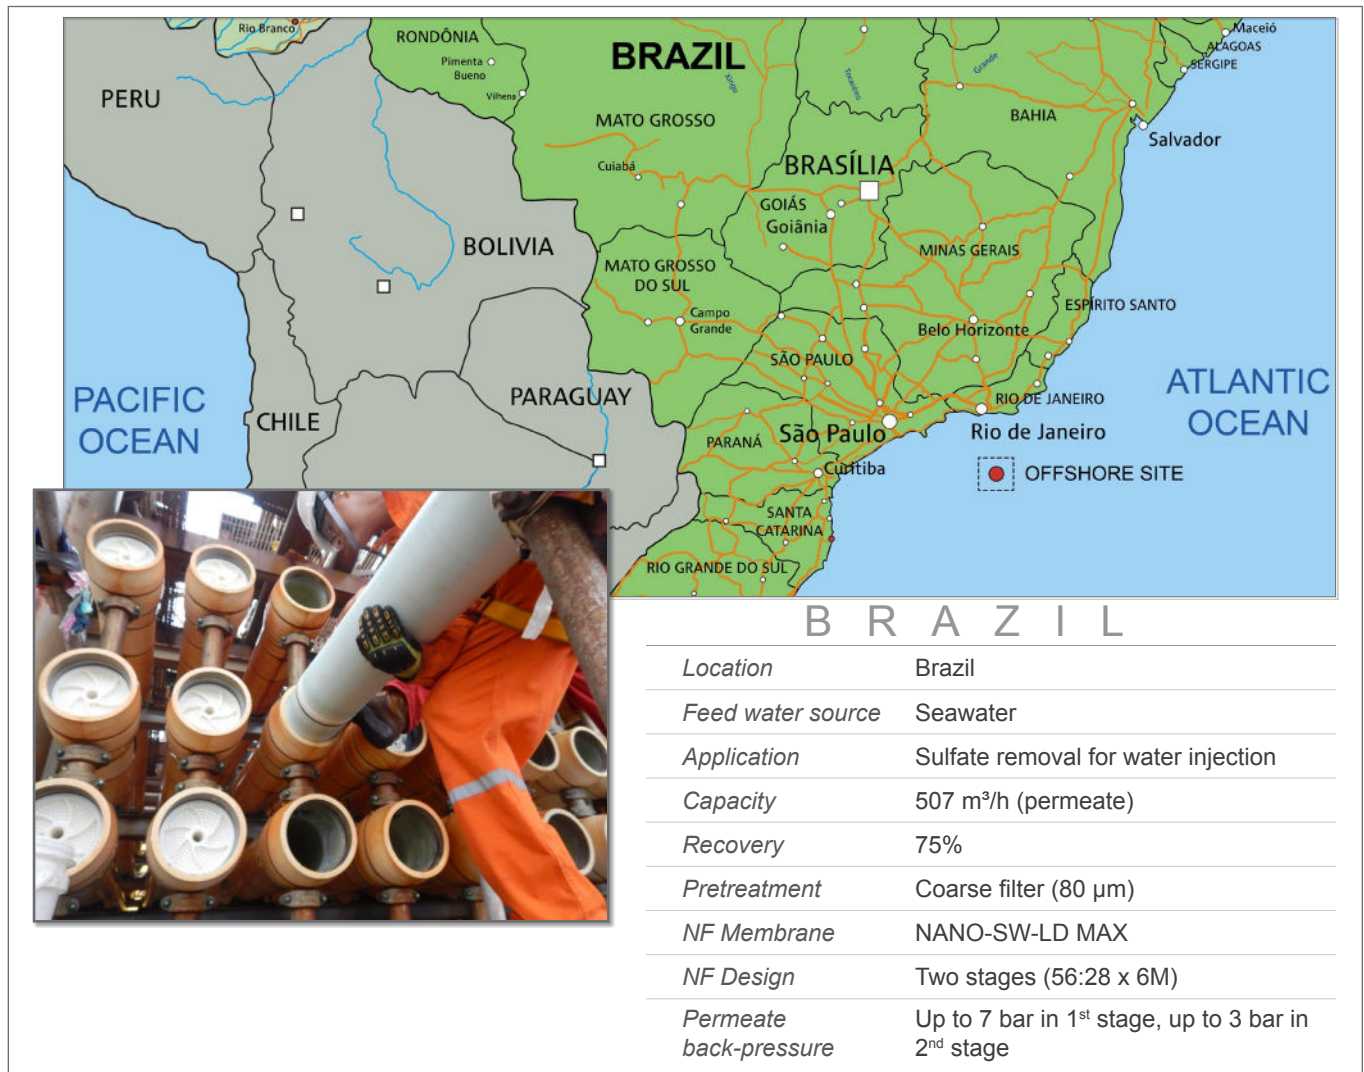 Rio Branco
RONDÔNIA
Pimenta
Bueno
Vilhena
BRAZIL
Xingu
Tocantins
Grande
Maceió
ALAGOAS
SERGIPE
PERU
MATO GROSSO
BAHIA
Salvador
Cuiabá
BRASÍLIA
GOIÁS
Goiânia
BOLIVIA
MINAS GERAIS
MATO GROSSO
DO SUL
ESPÍRITO SANTO
Campo
Grande
Belo Horizonte
SÃO PAULO
PACIFIC
OCEAN
CHILE
PARAGUAY
ATLANTIC
OCEAN
RIO DE JANEIRO
PARANÁ
São Paulo
Rio de Janeiro
Curitiba
OFFSHORE SITE
SANTA
CATARINA
RIO GRANDE DO SUL
BRAZIL
Location Brazil
Feed water source Seawater
Application Sulfate removal for water injection
Capacity 507 m³/h (permeate)
Recovery 75%
Pretreatment Coarse filter (80 µm)
NF Membrane NANO-SW-LD MAX
NF Design Two stages (56:28 x 6M)
Permeate back-pressure Up to 7 bar in 1st stage, up to 3 bar in
2nd stage